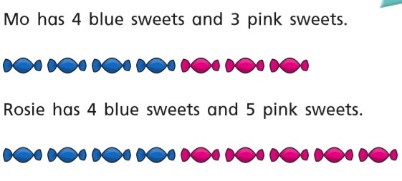 Mo has 4 blue sweets and 3 pink sweets.
Rosie has 4 blue sweets and 5 pink sweets.